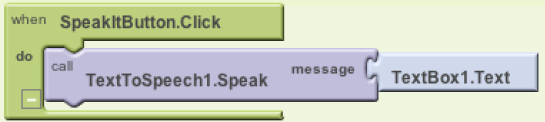 when SpeakItButton.Click
do call TextToSpeech1.Speak message TextBox1.Text